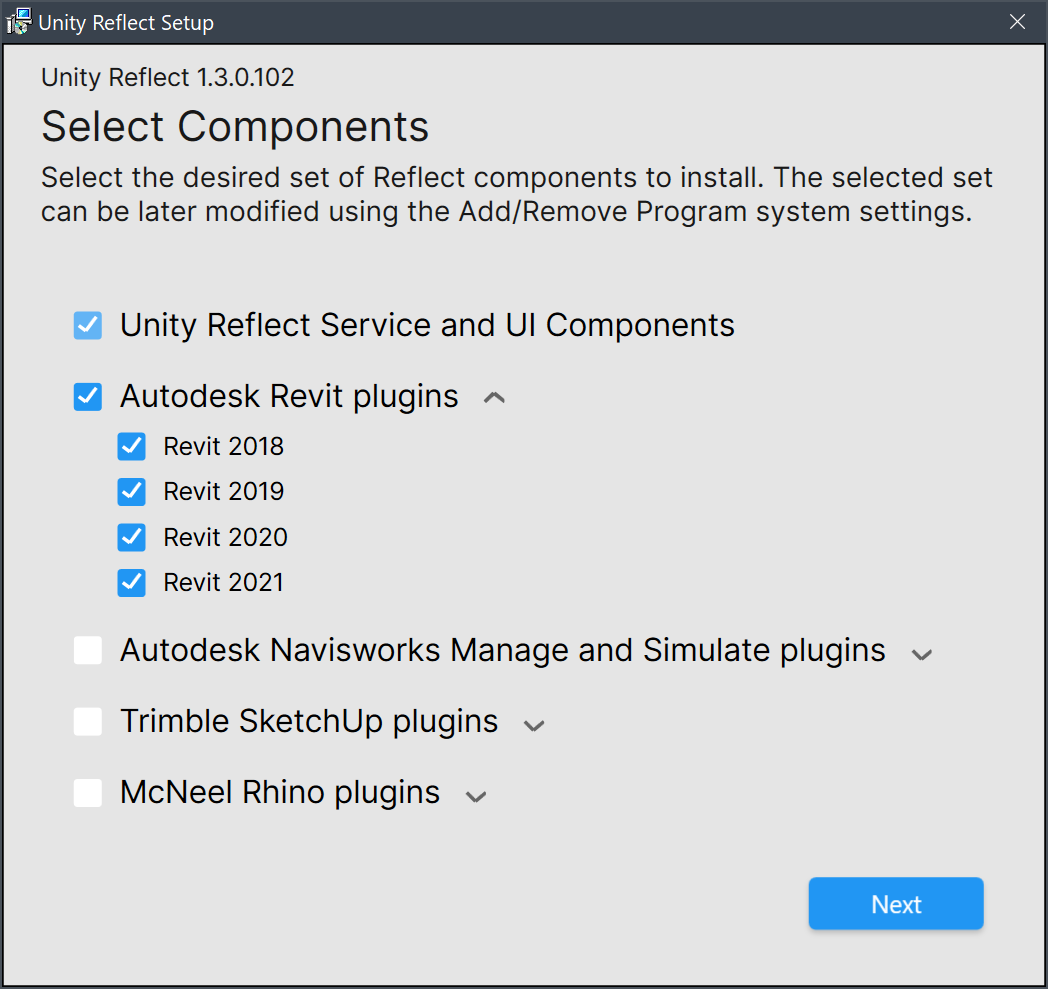 Unity Reflect Setup
Unity Reflect 1.3.0.102
Select Components
Select the desired set of Reflect components to install. The selected set
can be later modified using the Add/Remove Program system settings.
Unity Reflect Service and UI Components
Autodesk Revit plugins
Revit 2018
Revit 2019
Revit 2020
Revit 2021
Autodesk Navisworks Manage and Simulate plugins
Trimble SketchUp plugins
McNeel Rhino plugins
Next